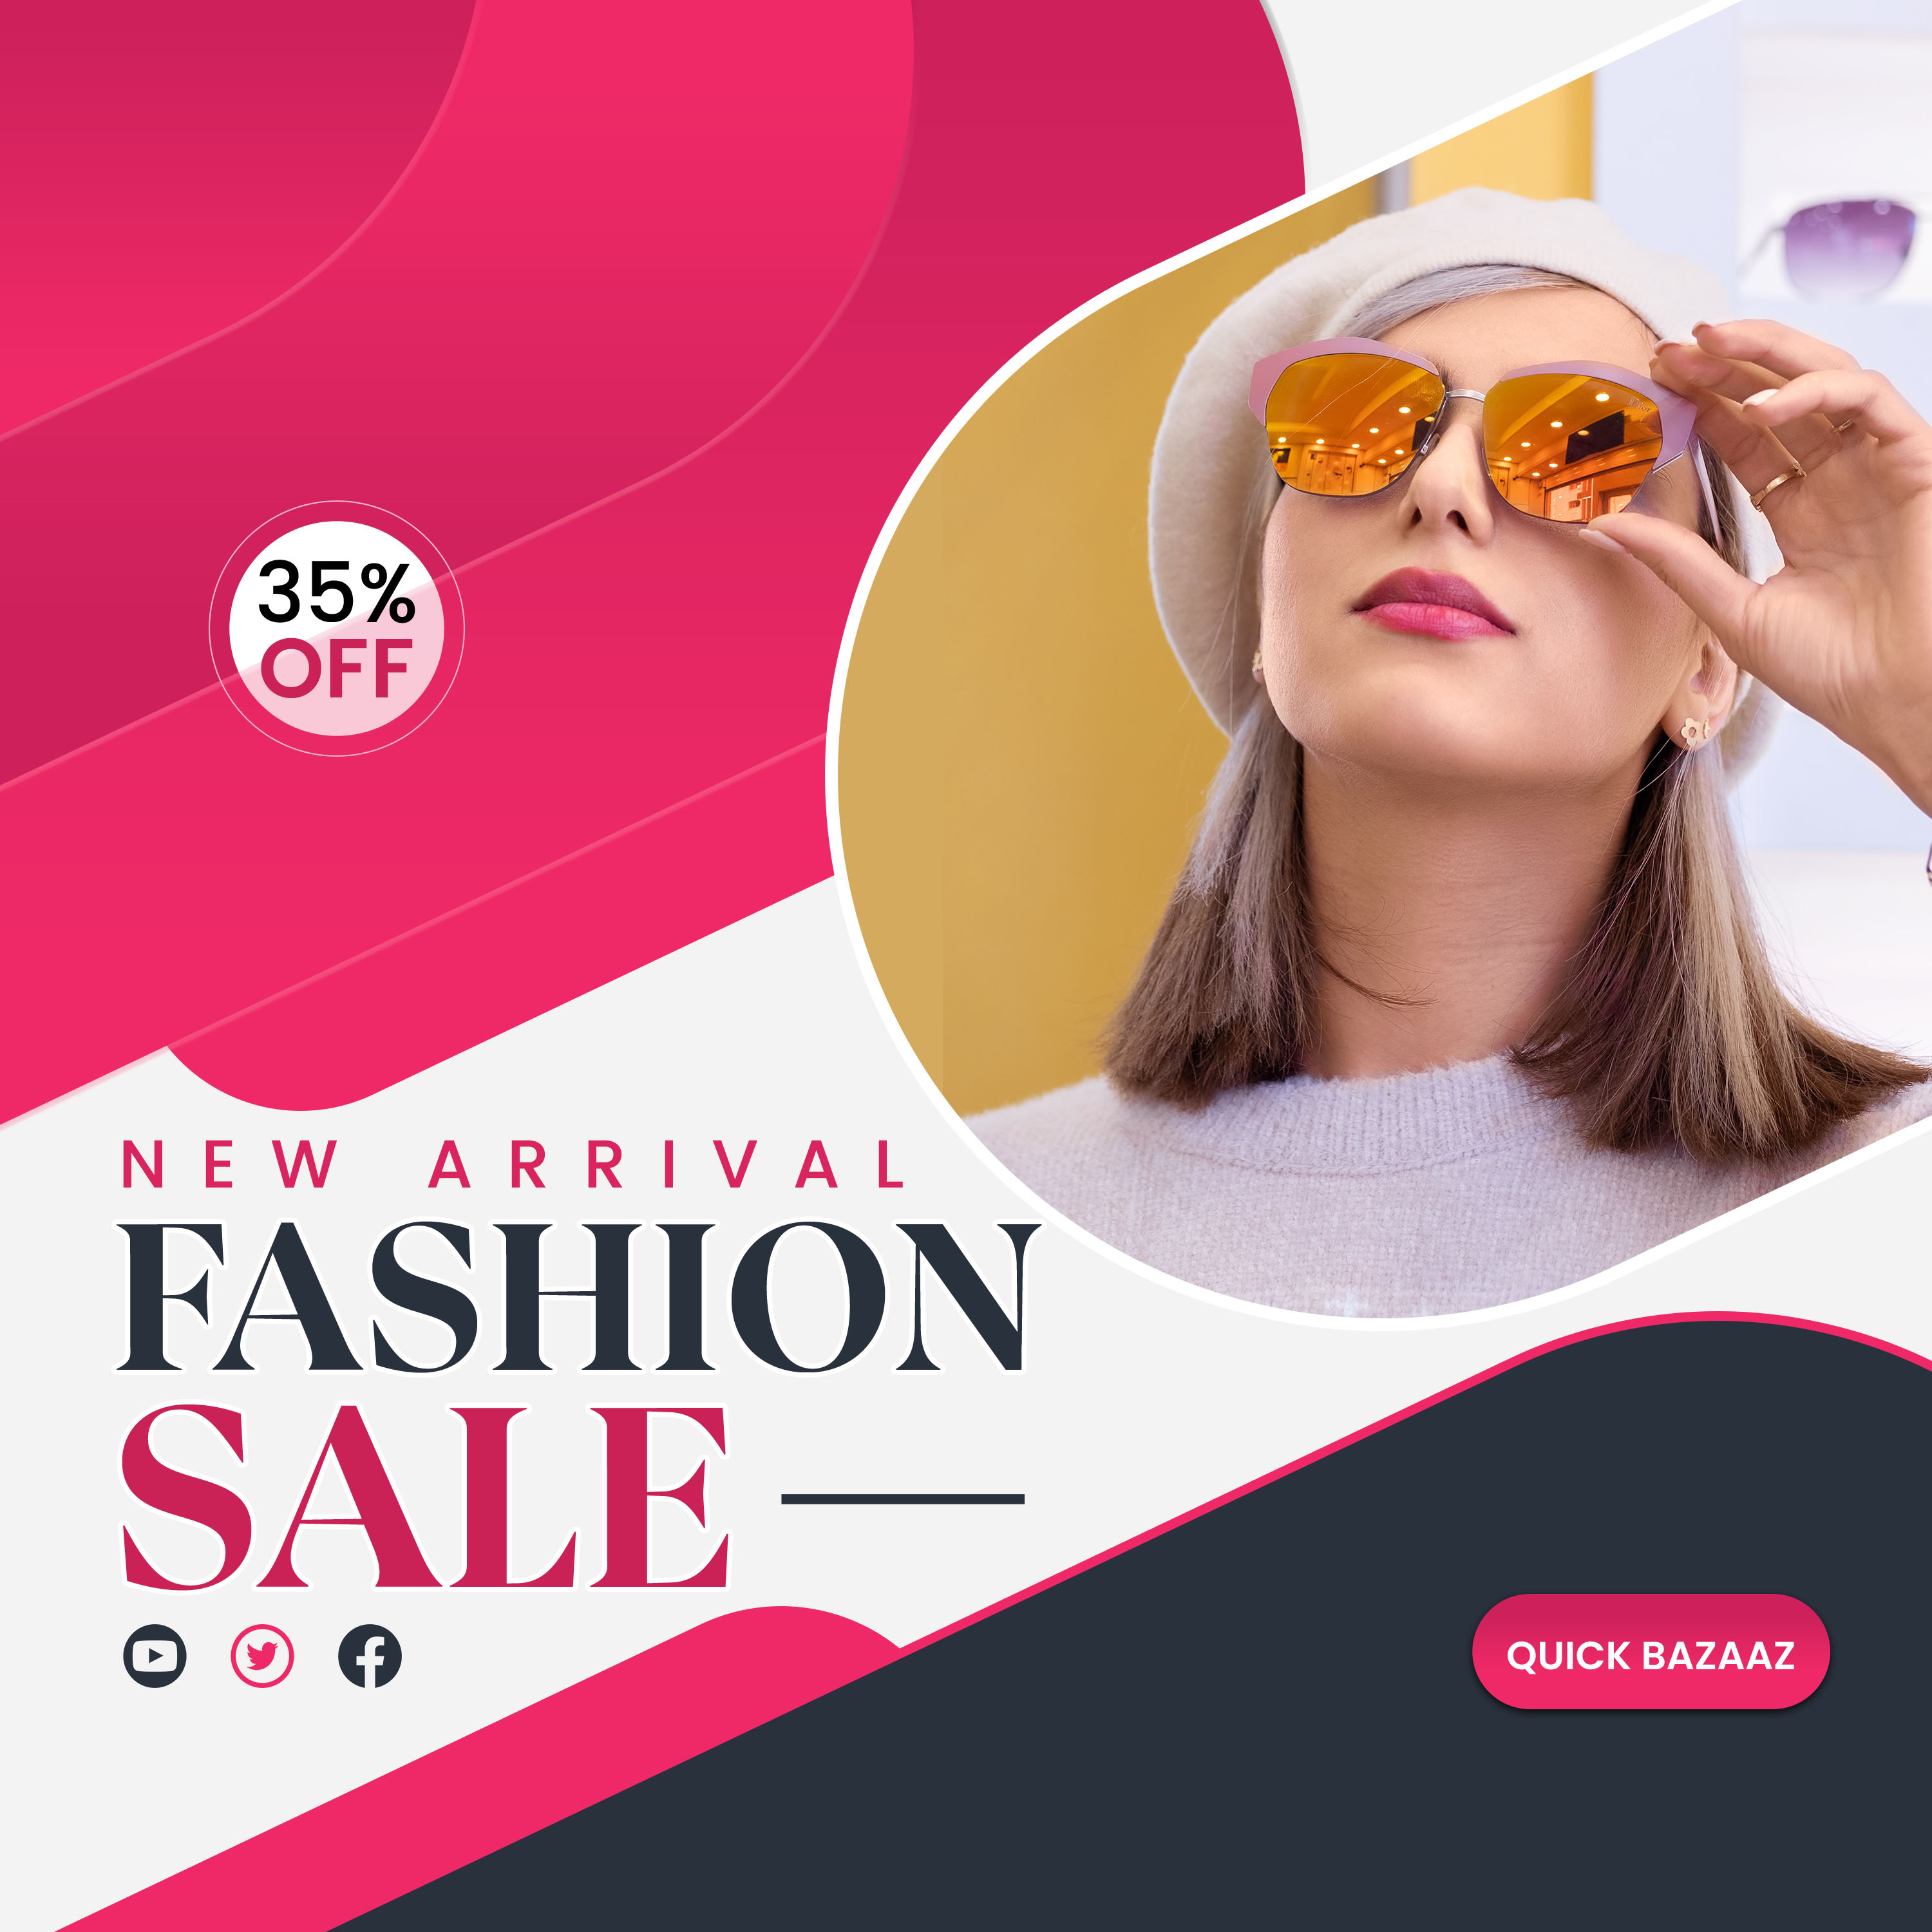 35%
OFF
NEW ARRIVAL
FASHION
SALE
QUICK BAZAAZ